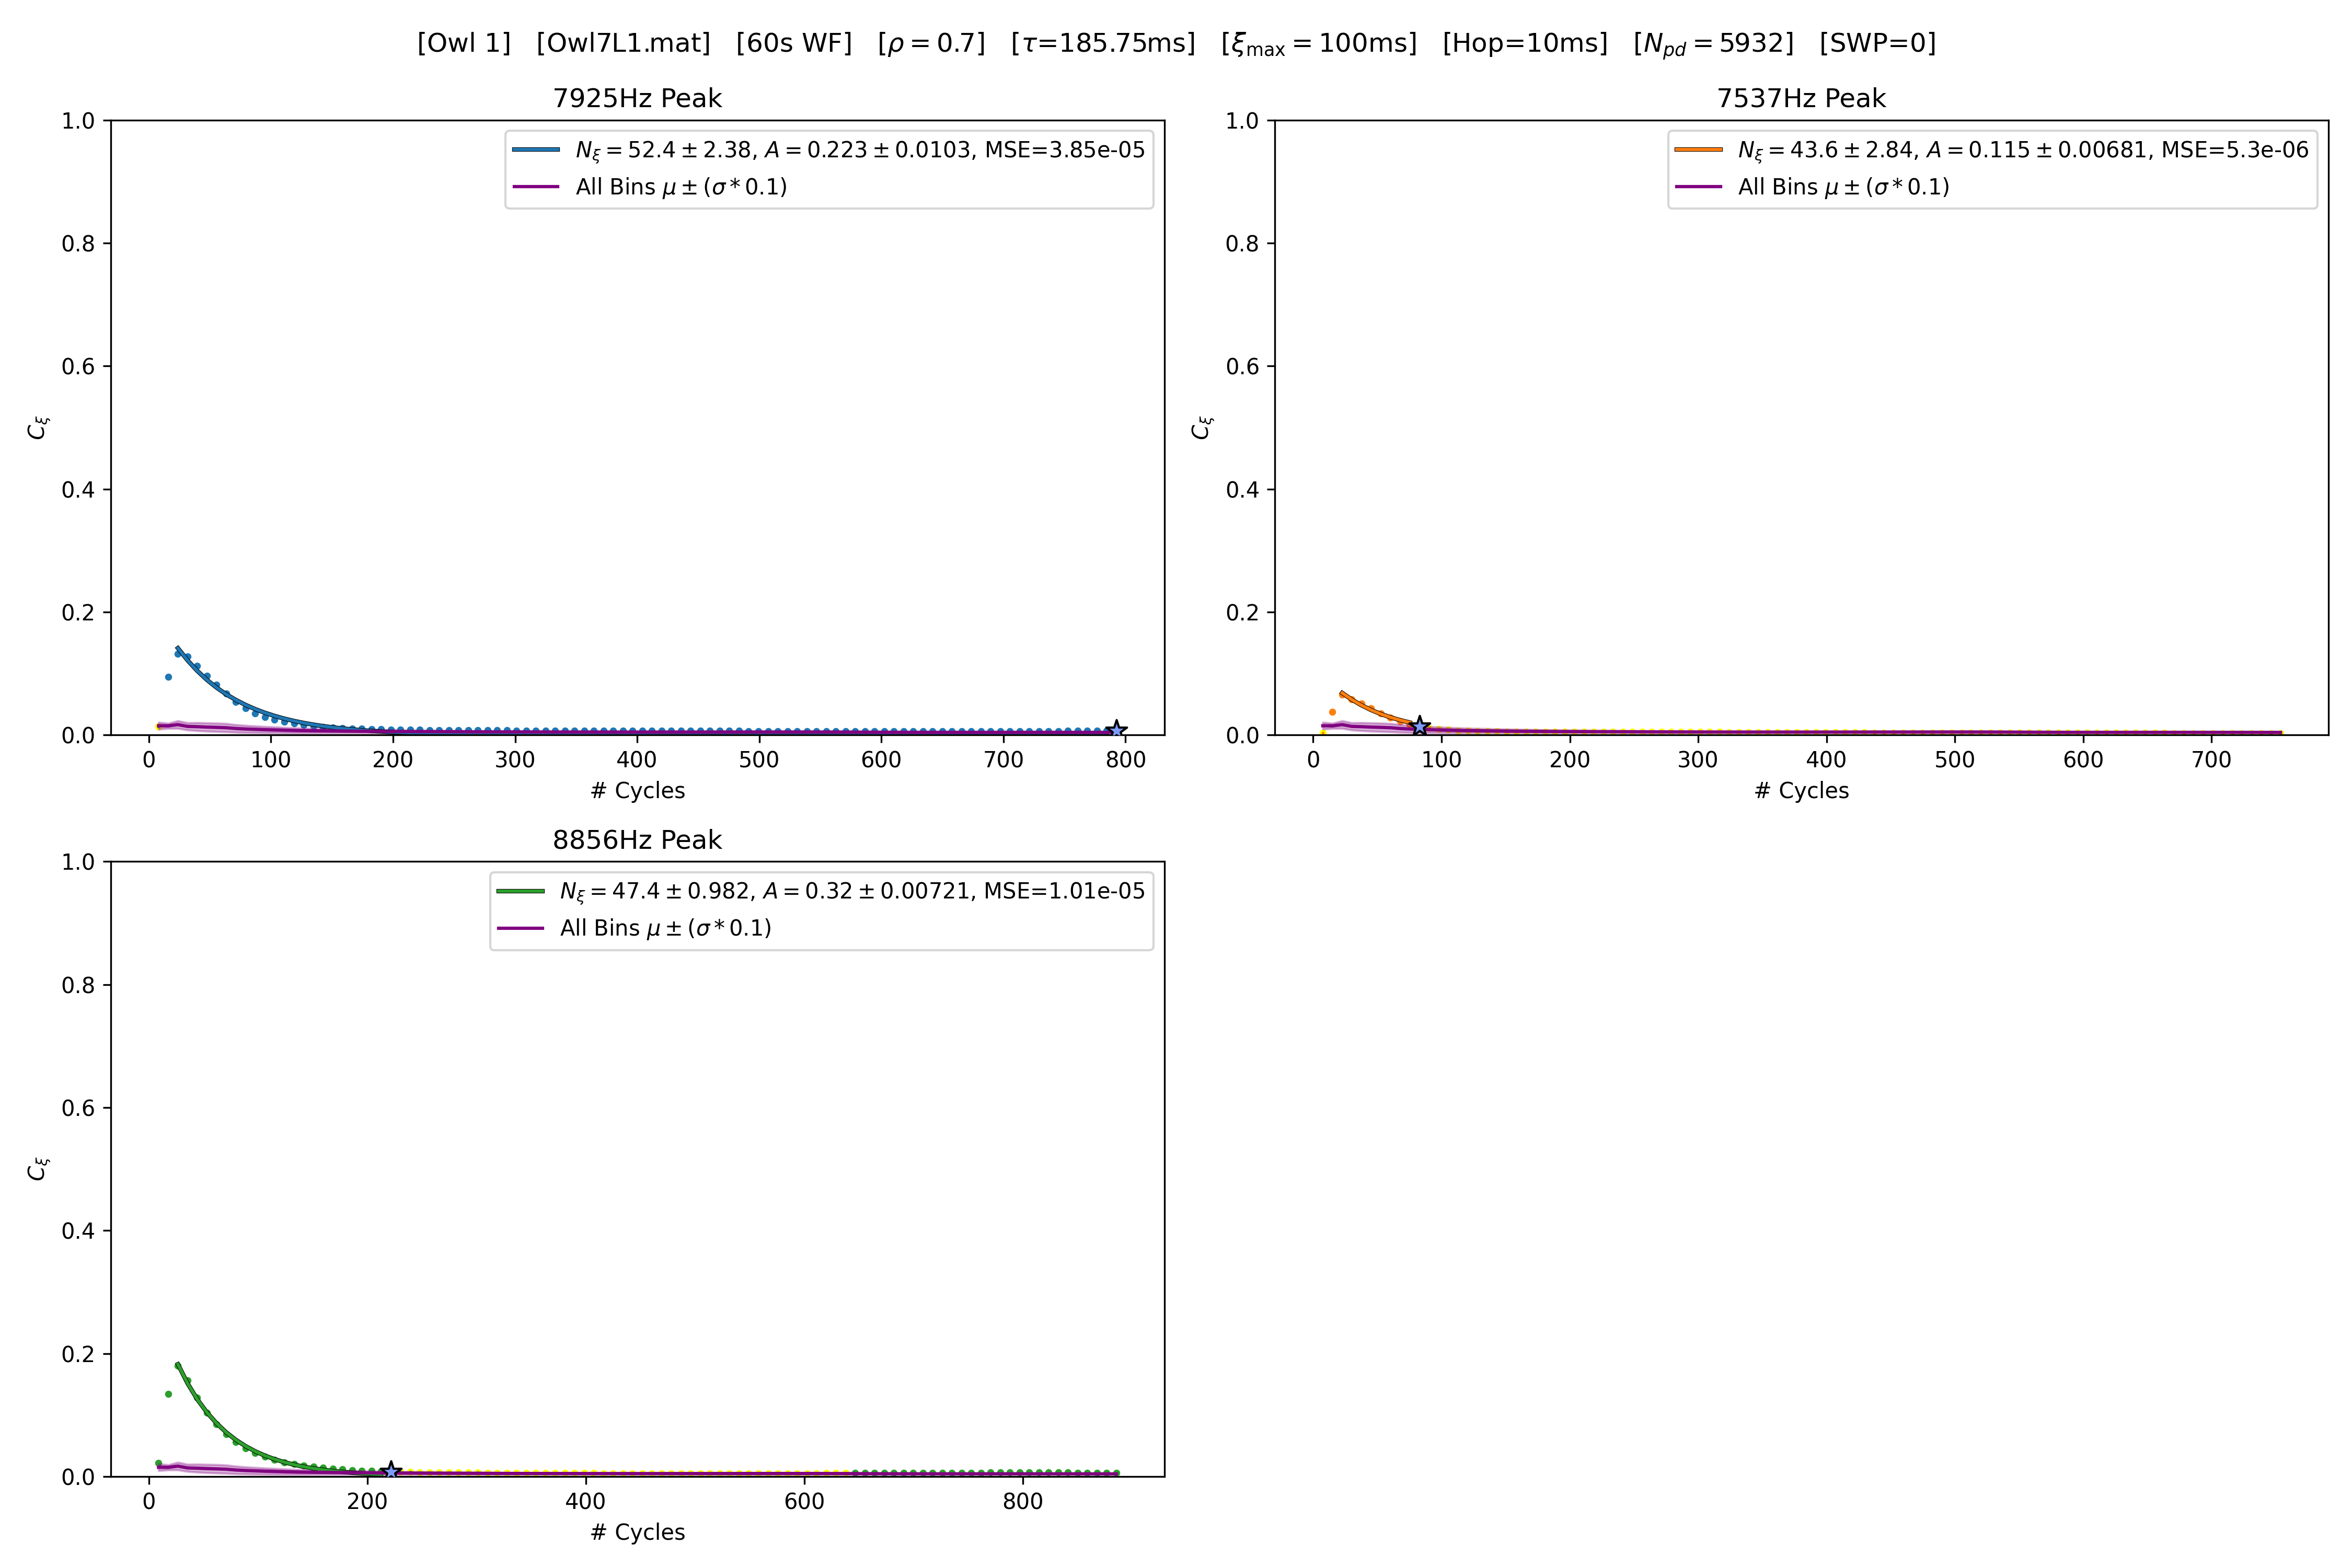 [Owl 1] [Owl7L1.mat] [60s WF] [ρ = 0.7] [τ=185.75ms] [ξmax = 100ms] [Hop=10ms] [Npd = 5932] [SWP=0]
7925Hz Peak
Nξ = 52.4 ± 2.38, A = 0.223 ± 0.0103, MSE=3.85e-05
All Bins μ ± (σ * 0.1)
1.0
0.8
0.6
0.4
0.2
0.0
Cξ
0 100 200 300 400 500 600 700 800
# Cycles
7537Hz Peak
Nξ = 43.6 ± 2.84, A = 0.115 ± 0.00681, MSE=5.3e-06
All Bins μ ± (σ * 0.1)
1.0
0.8
0.6
0.4
0.2
0.0
Cξ
0 100 200 300 400 500 600 700
# Cycles
8856Hz Peak
Nξ = 47.4 ± 0.982, A = 0.32 ± 0.00721, MSE=1.01e-05
All Bins μ ± (σ * 0.1)
1.0
0.8
0.6
0.4
0.2
0.0
Cξ
0 200 400 600 800
# Cycles